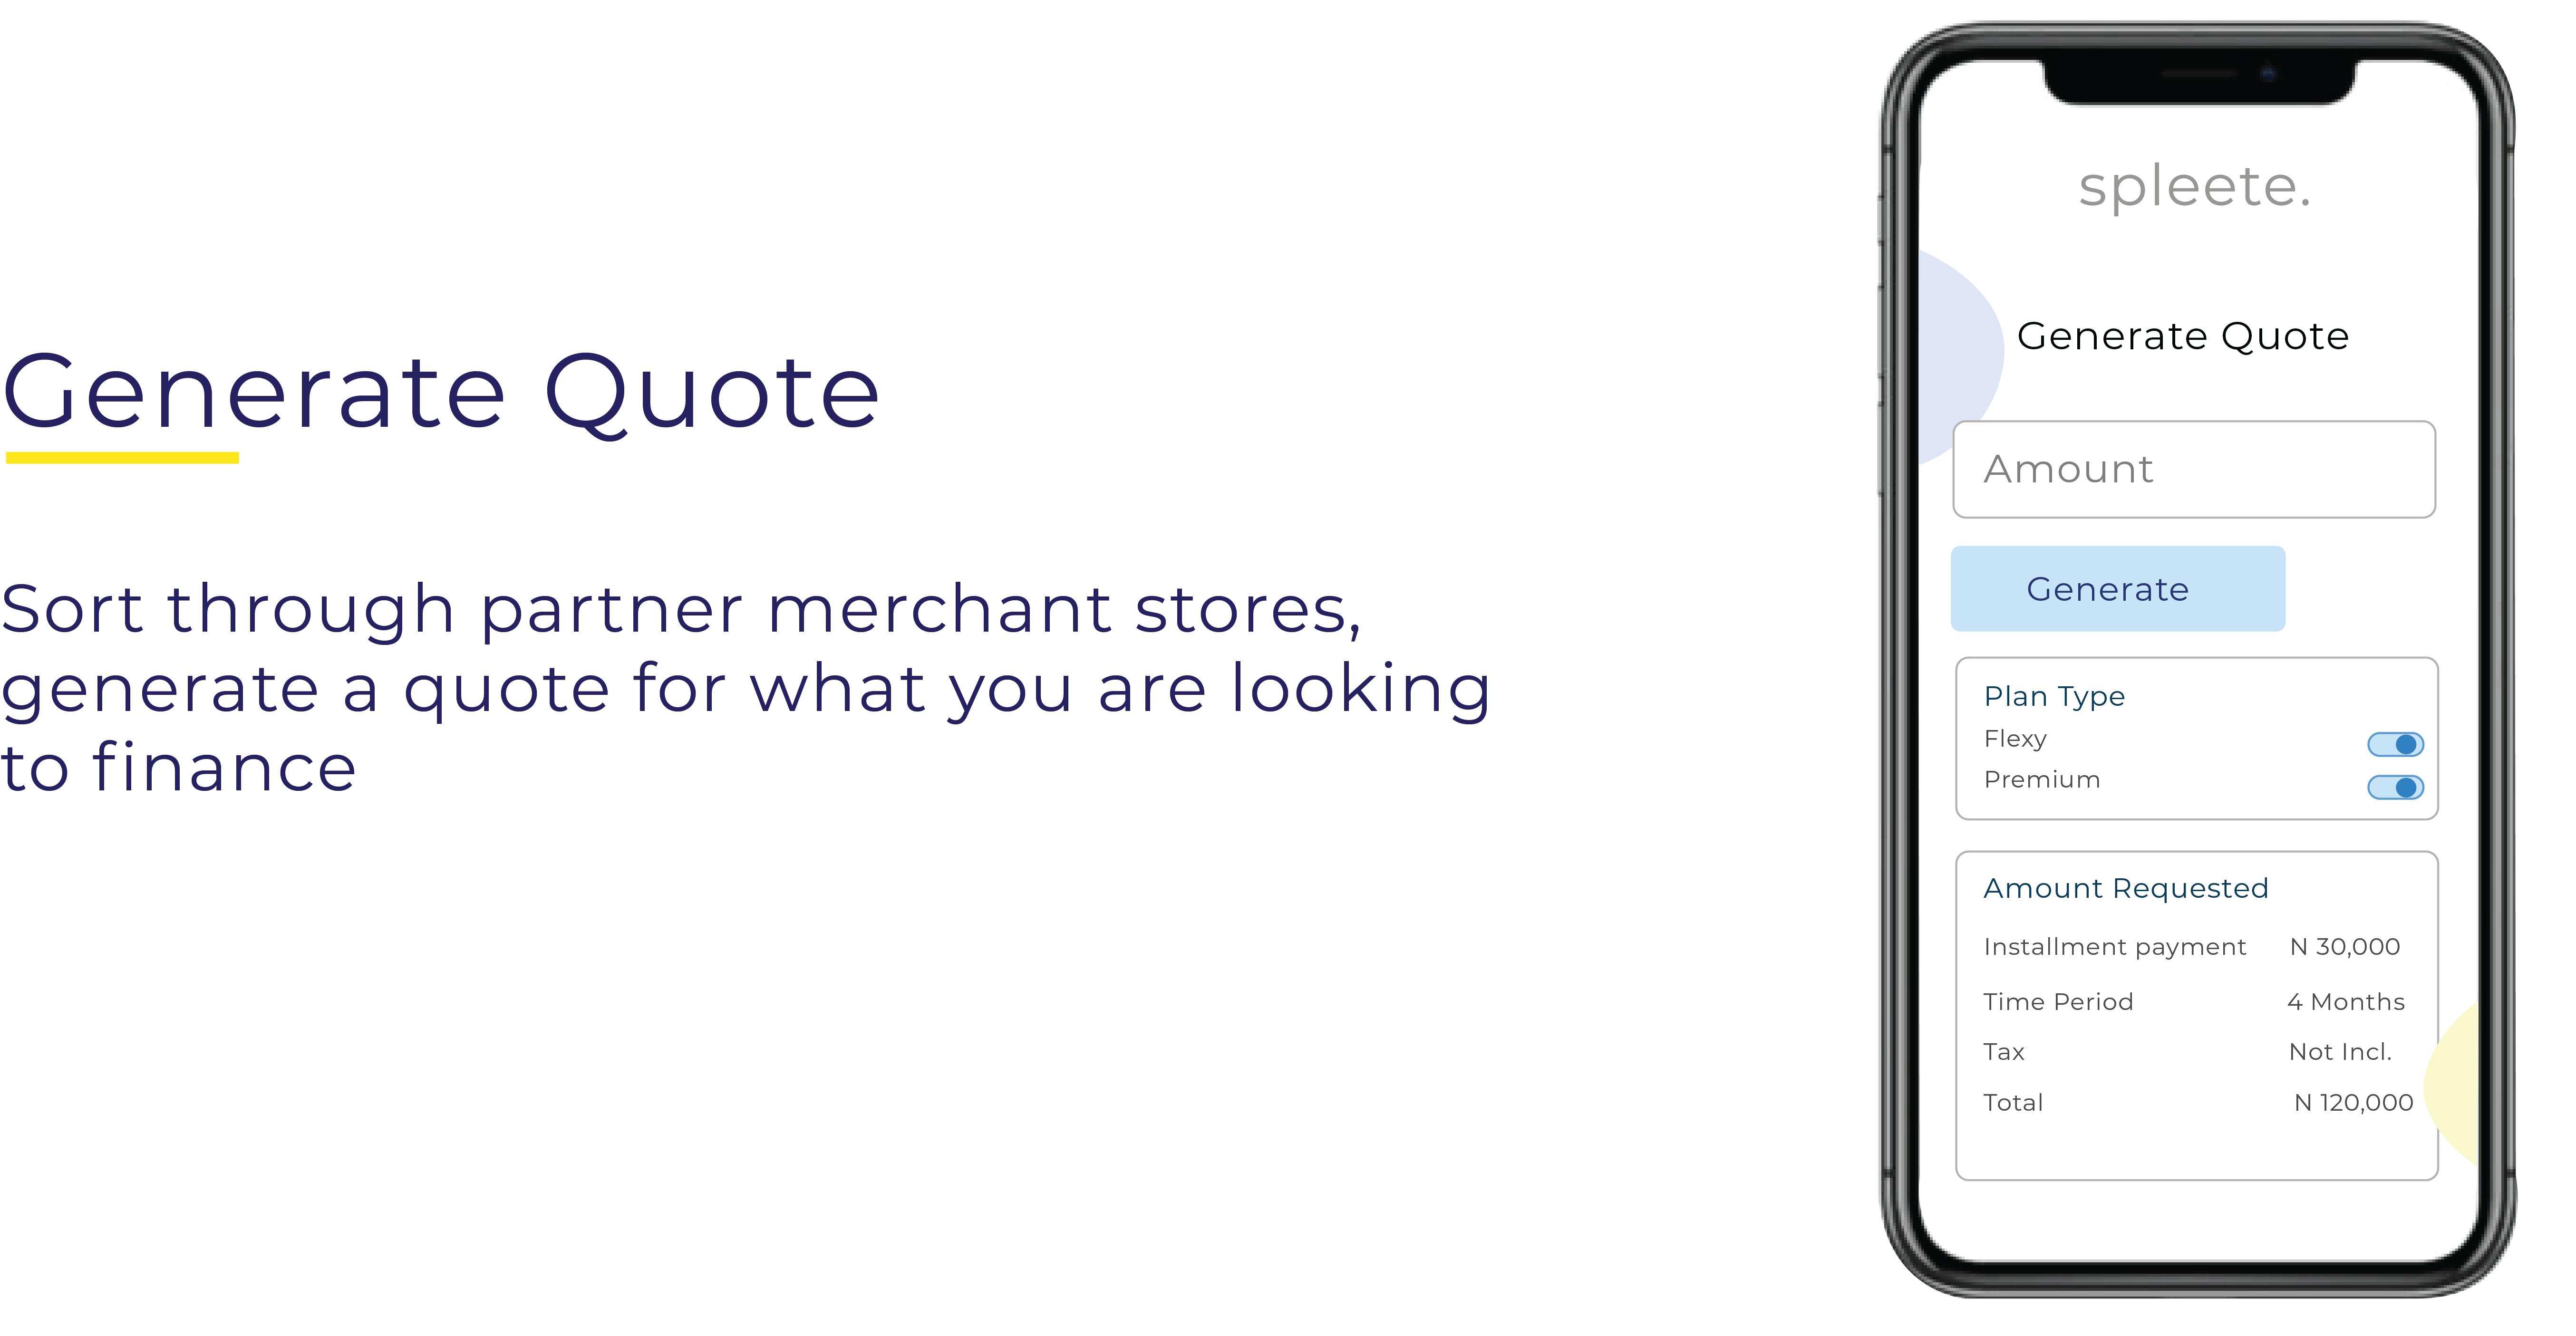 Generate Quote
Sort through partner merchant stores,
generate a quote for what you are looking
to finance
spleete.
Generate Quote
Amount
Generate
Plan Type
Flexy
Premium
Amount Requested
Installment payment N 30,000
Time Period 4 Months
Tax Not Incl.
Total N 120,000